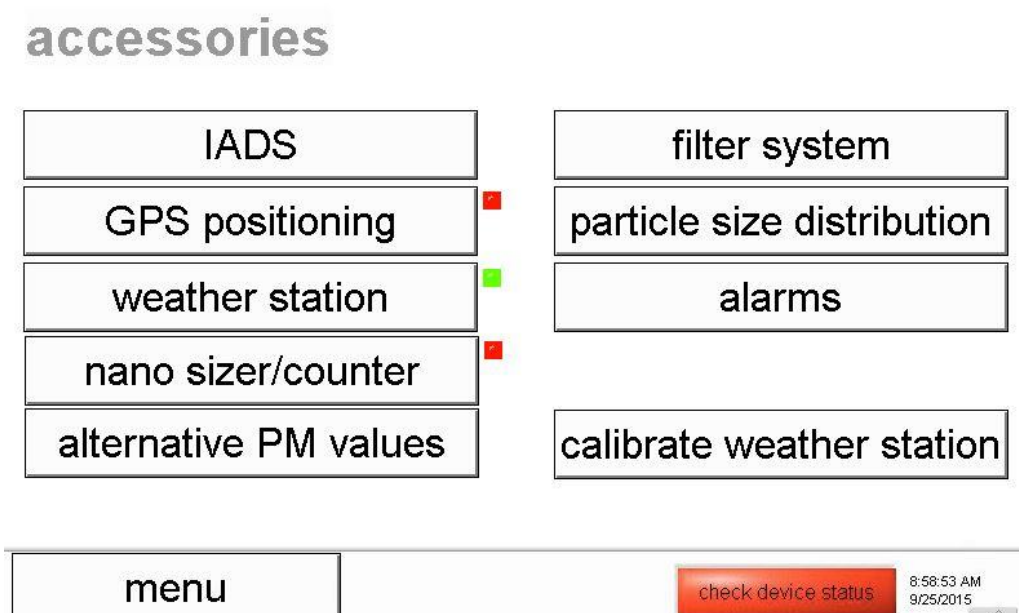 accessories
IADS
GPS positioning
weather station
nano sizer/counter
alternative PM values
filter system
particle size distribution
alarms
calibrate weather station
menu
check device status
8:58:53 AM
9/25/2015